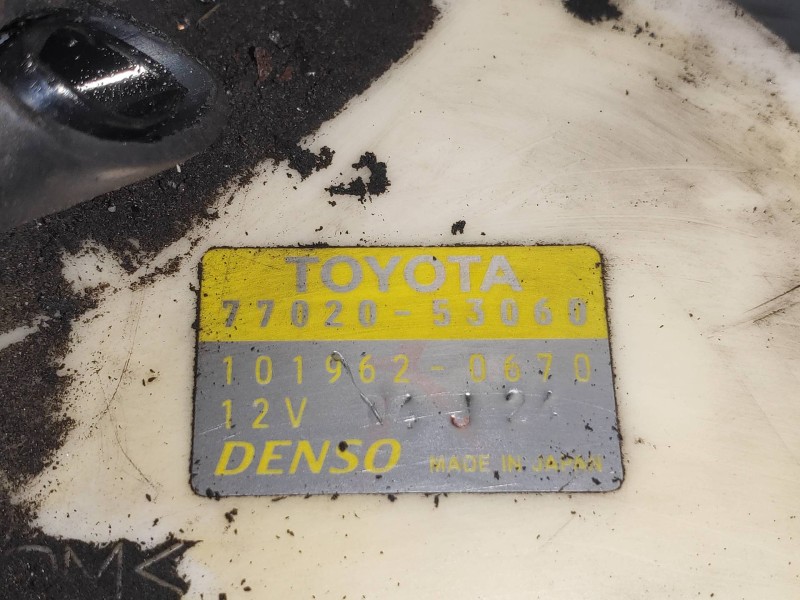 TOYOTA
77020-53060
101962-0670
12V
DENSO MADE IN JAPAN